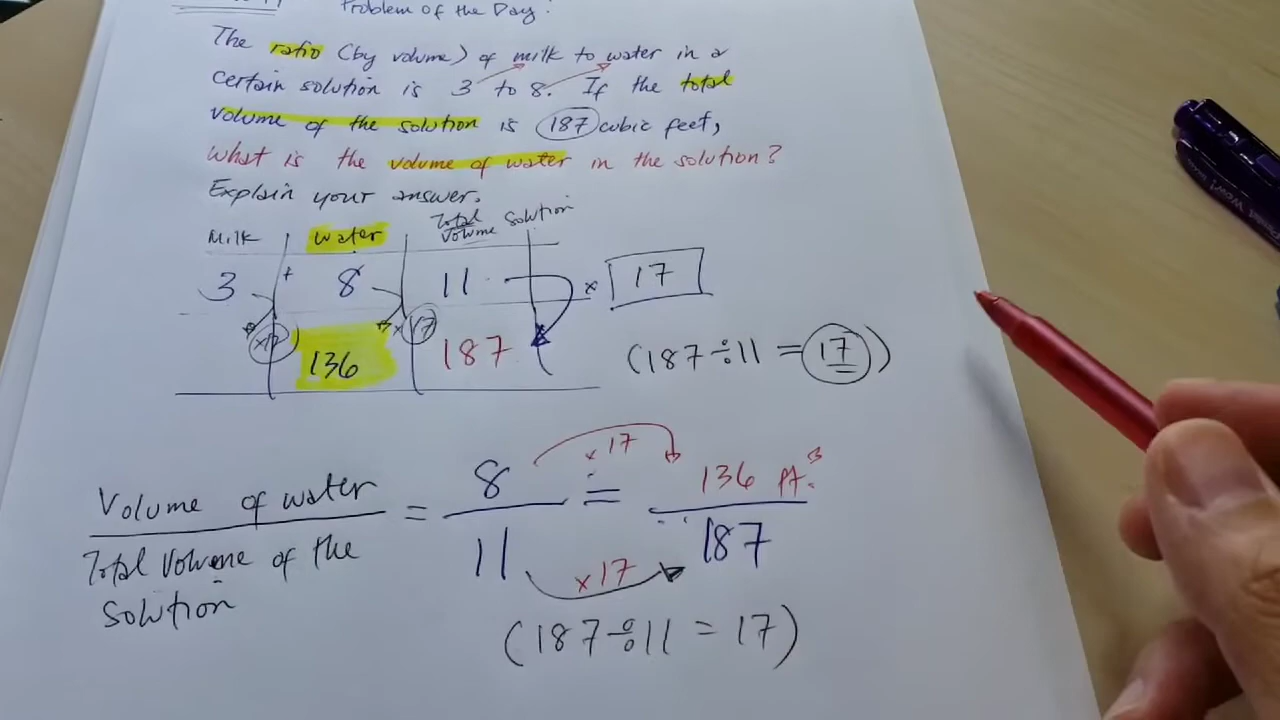 Problem of the Day:
The ratio (by volume) of milk to water in a
certain solution is 3 to 8. If the total
volume of the solution is 187 cubic feet,
What is the volume of water in the solution?
Explain your answer.
Milk water Total Volume Solution
3 + 8 11 × 17
×17 ×17
136 187 (187 ÷ 11 = 17)
×17
Volume of water = 8 = 136 ft.³
Total Volume of the Solution 11 187
×17
(187 ÷ 11 = 17)